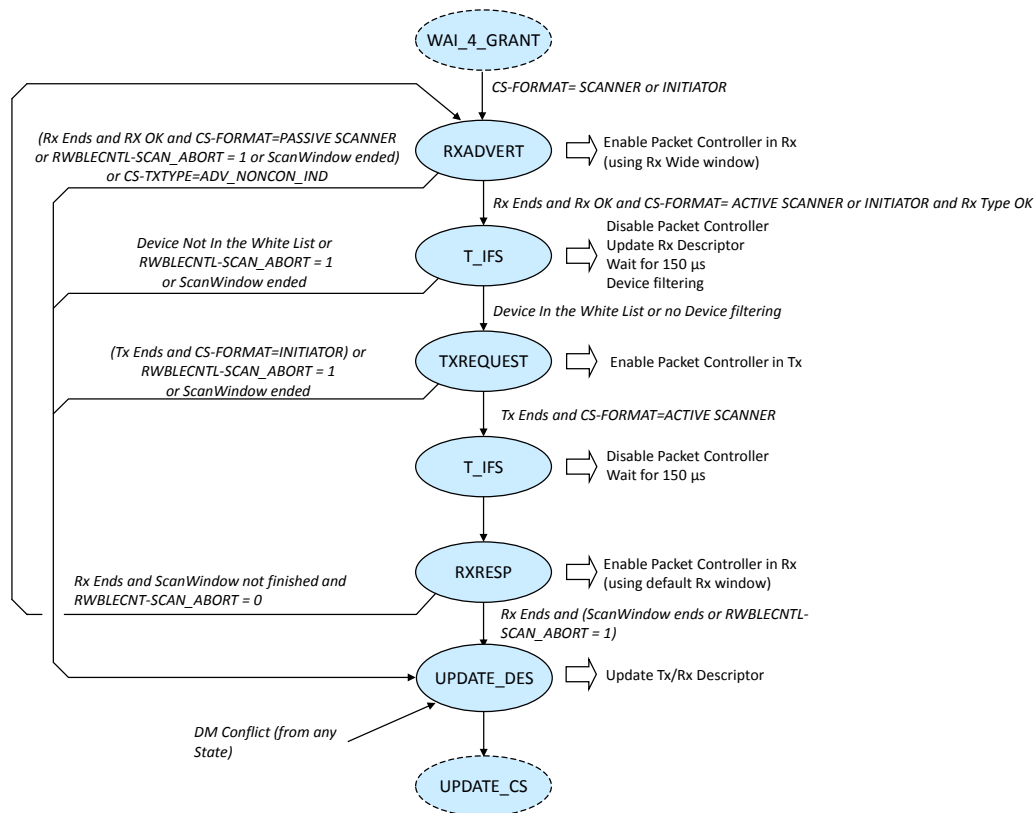 WAI_4_GRANT
CS-FORMAT= SCANNER or INITIATOR
(Rx Ends and RX OK and CS-FORMAT=PASSIVE SCANNER
or RWBLECNTL-SCAN_ABORT = 1 or ScanWindow ended)
or CS-TXTYPE=ADV_NONCON_IND
RXADVERT
Enable Packet Controller in Rx
(using Rx Wide window)
Rx Ends and Rx OK and CS-FORMAT= ACTIVE SCANNER or INITIATOR and Rx Type OK
Device Not In the White List or
RWBLECNTL-SCAN_ABORT = 1
or ScanWindow ended
T_IFS
Disable Packet Controller
Update Rx Descriptor
Wait for 150 µs
Device filtering
Device In the White List or no Device filtering
(Tx Ends and CS-FORMAT=INITIATOR) or
RWBLECNTL-SCAN_ABORT = 1
or ScanWindow ended
TXREQUEST
Enable Packet Controller in Tx
Tx Ends and CS-FORMAT=ACTIVE SCANNER
T_IFS
Disable Packet Controller
Wait for 150 µs
RXRESP
Enable Packet Controller in Rx
(using default Rx window)
Rx Ends and ScanWindow not finished and
RWBLECNT-SCAN_ABORT = 0
Rx Ends and (ScanWindow ends or RWBLECNTL-
SCAN_ABORT = 1)
UPDATE_DES
Update Tx/Rx Descriptor
DM Conflict (from any
State)
UPDATE_CS